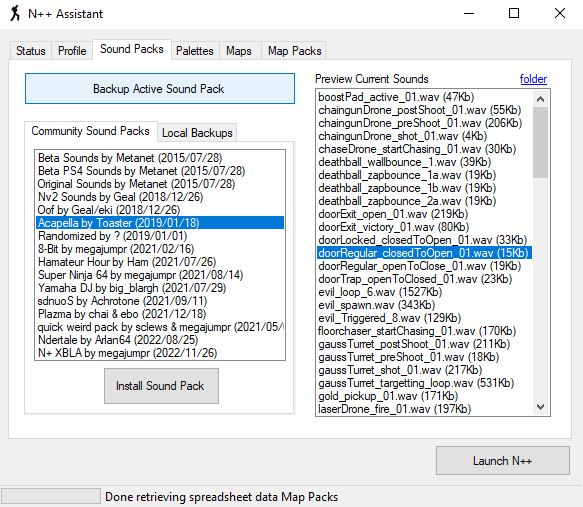 N++ Assistant
Status Profile Sound Packs Palettes Maps Map Packs
Backup Active Sound Pack
Community Sound Packs Local Backups
Beta Sounds by Metanet (2015/07/28)
Beta PS4 Sounds by Metanet (2015/07/28)
Original Sounds by Metanet (2015/07/28)
Nv2 Sounds by Geal (2018/12/26)
Oof by Geal/eki (2018/12/26)
Acapella by Toaster (2019/01/18)
Randomized by ? (2019/01/01)
8-Bit by megajumpr (2021/02/16)
Hamateur Hour by Ham (2021/07/26)
Super Ninja 64 by megajumpr (2021/08/14)
Yamaha DJ by big_blargh (2021/07/29)
sdnuoS by Achrotone (2021/09/11)
Plazma by chai & ebo (2021/12/18)
quick weird pack by sclews & megajumpr (2021/05/
Ndertale by Arlan64 (2022/08/25)
N+ XBLA by megajumpr (2022/11/26)
Install Sound Pack
Preview Current Sounds folder
boostPad_active_01.wav (47Kb)
chaingunDrone_postShoot_01.wav (55Kb)
chaingunDrone_preShoot_01.wav (206Kb)
chaingunDrone_shot_01.wav (4Kb)
chaseDrone_startChasing_01.wav (30Kb)
deathball_wallbounce_1.wav (39Kb)
deathball_zapbounce_1a.wav (19Kb)
deathball_zapbounce_1b.wav (19Kb)
deathball_zapbounce_2a.wav (19Kb)
doorExit_open_01.wav (219Kb)
doorExit_victory_01.wav (80Kb)
doorLocked_closedToOpen_01.wav (33Kb)
doorRegular_closedToOpen_01.wav (15Kb)
doorRegular_openToClose_01.wav (19Kb)
doorTrap_openToClosed_01.wav (23Kb)
evil_loop_6.wav (1527Kb)
evil_spawn.wav (343Kb)
evil_Triggered_8.wav (129Kb)
floorchaser_startChasing_01.wav (170Kb)
gaussTurret_postShoot_01.wav (211Kb)
gaussTurret_preShoot_01.wav (18Kb)
gaussTurret_shot_01.wav (217Kb)
gaussTurret_targetting_loop.wav (531Kb)
gold_pickup_01.wav (171Kb)
laserDrone_fire_01.wav (197Kb)
Launch N++
Done retrieving spreadsheet data Map Packs